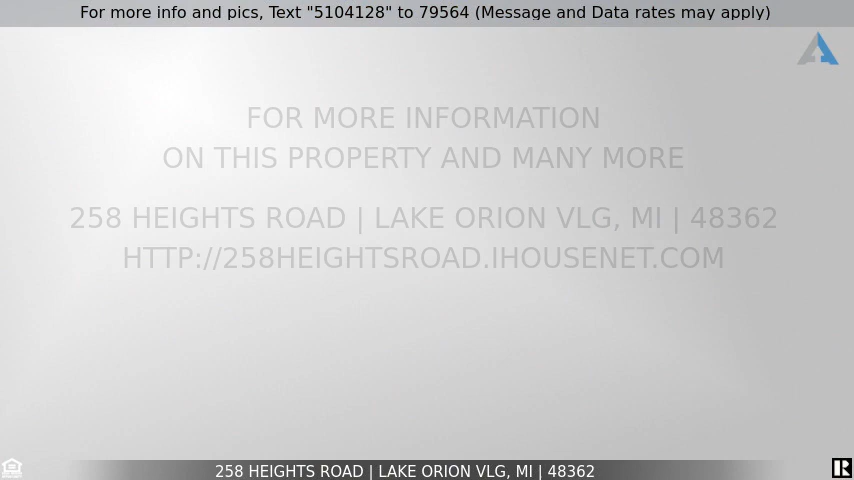 For more info and pics, Text "5104128" to 79564 (Message and Data rates may apply)
FOR MORE INFORMATION
ON THIS PROPERTY AND MANY MORE
258 HEIGHTS ROAD | LAKE ORION VLG, MI | 48362
HTTP://258HEIGHTSROAD.IHOUSENET.COM
258 HEIGHTS ROAD | LAKE ORION VLG, MI | 48362